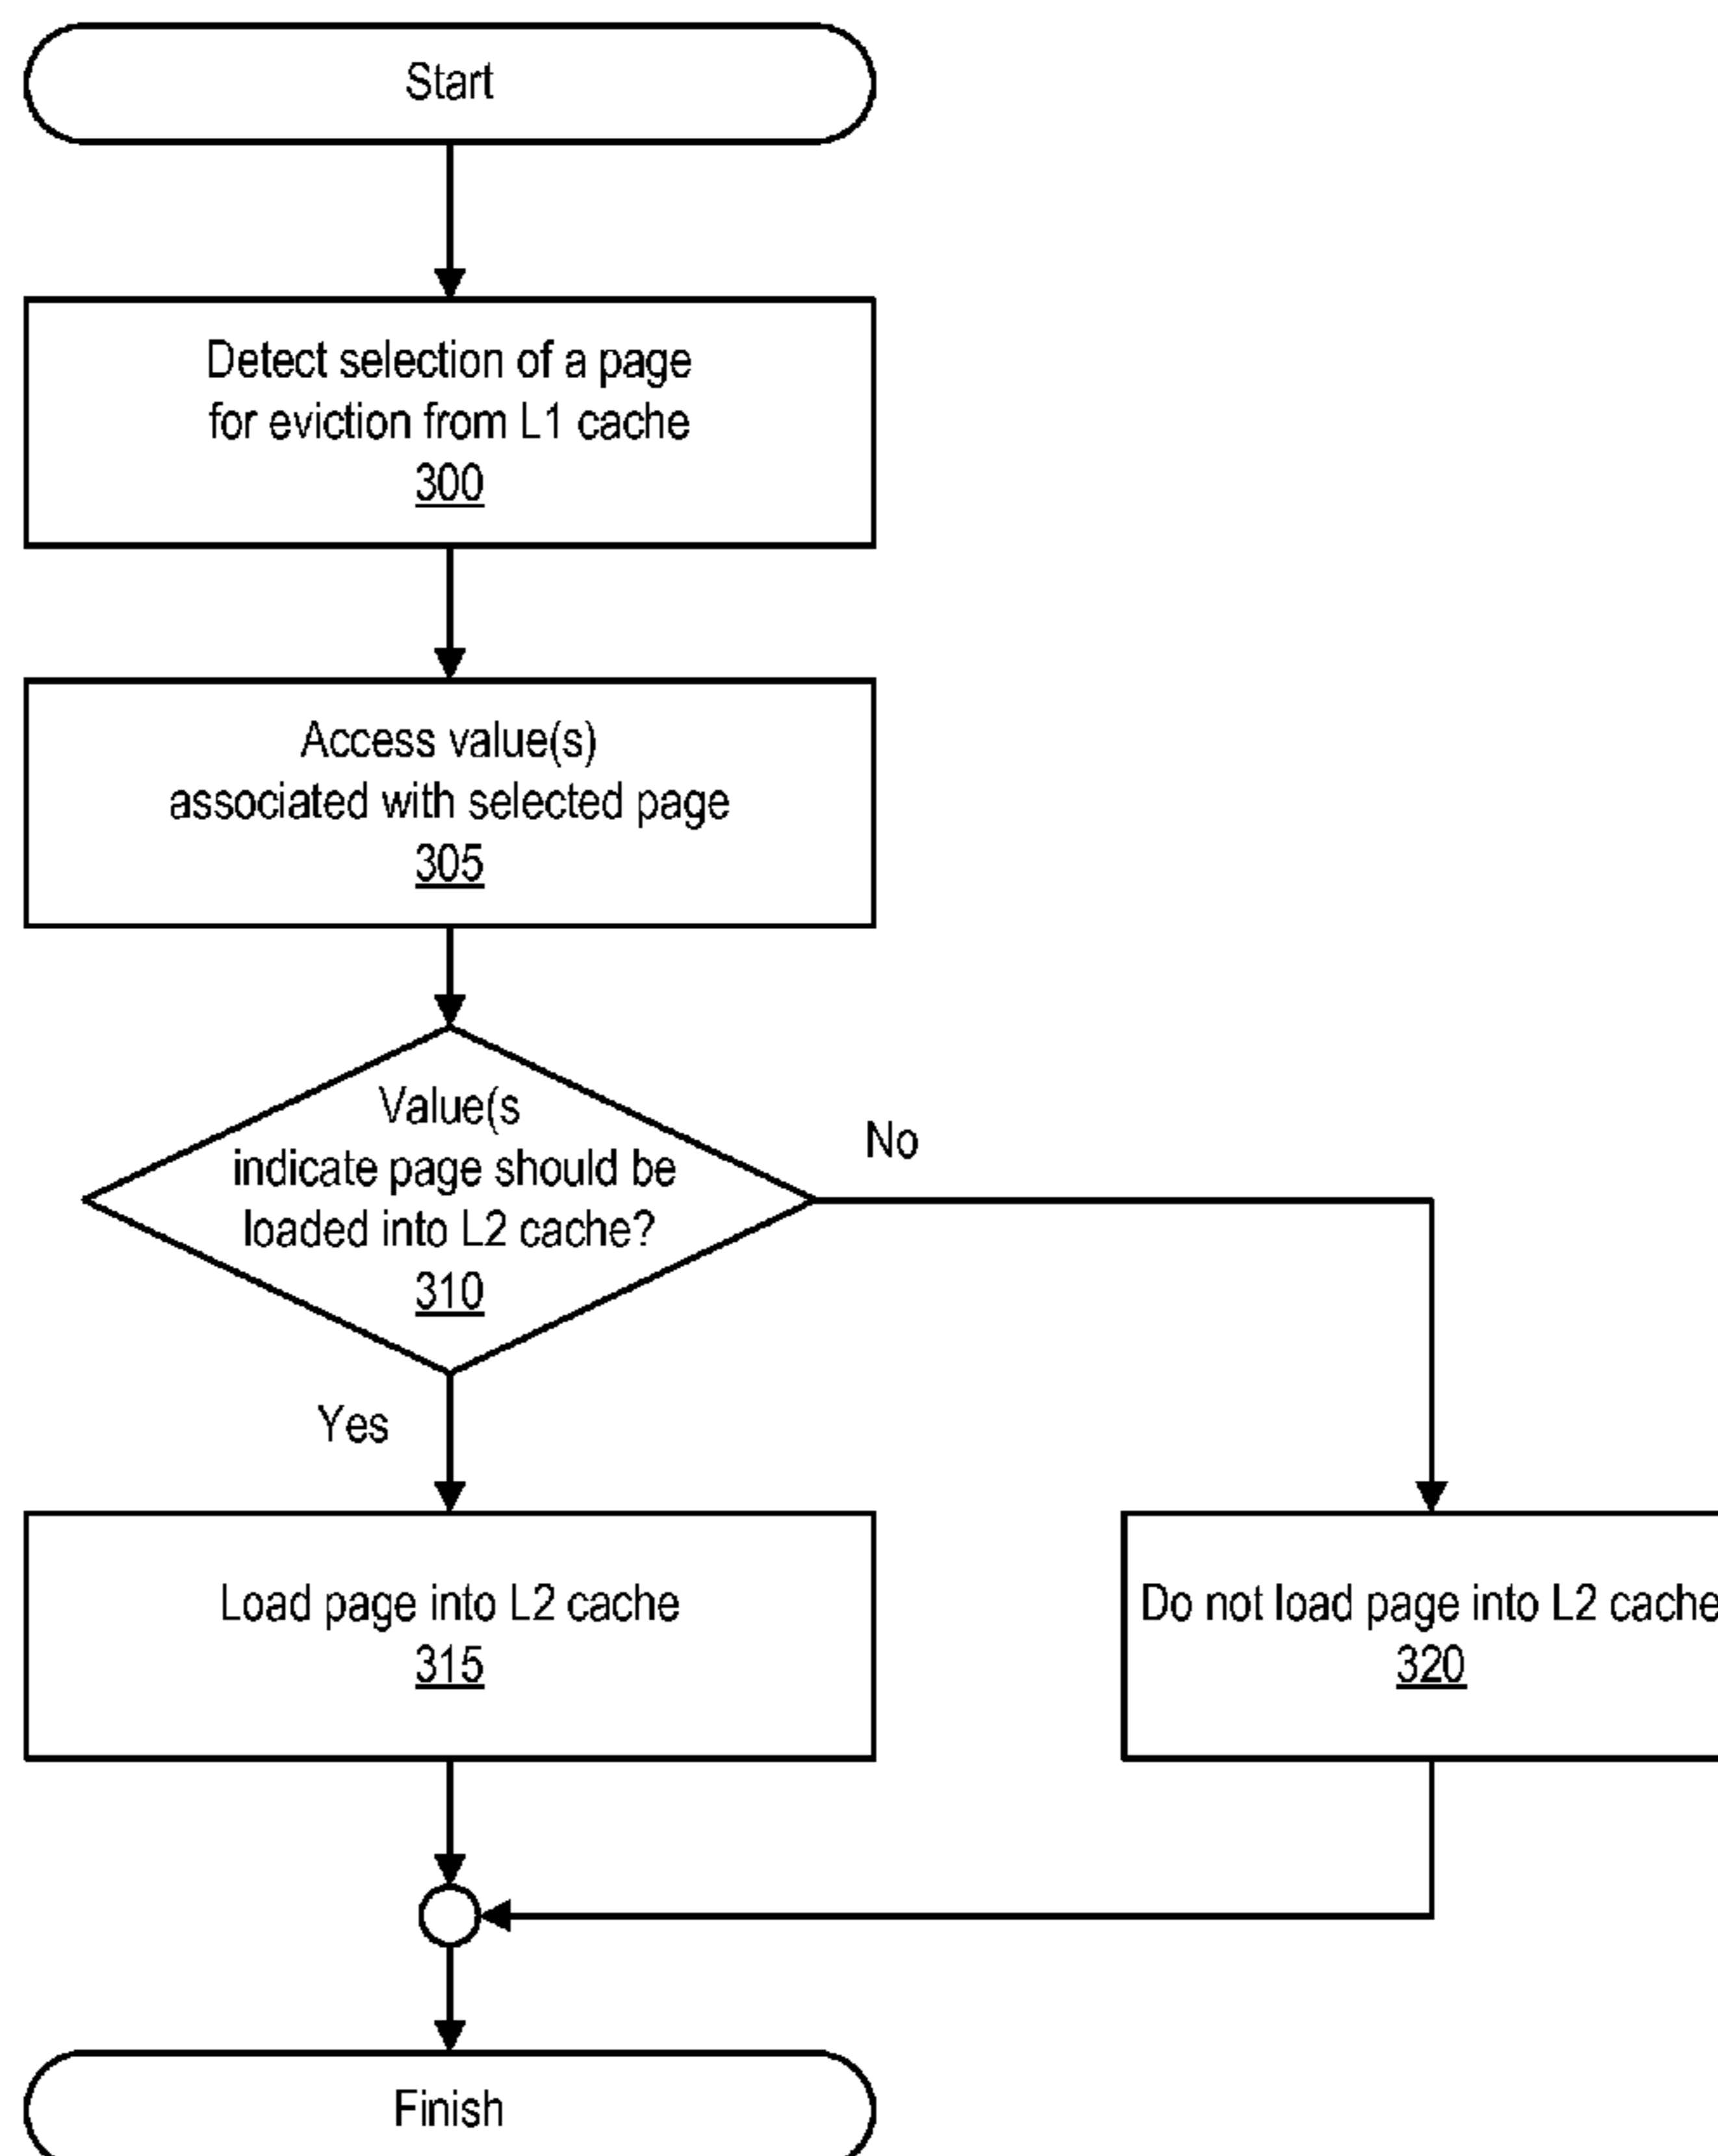 Start
Detect selection of a page
for eviction from L1 cache
300
Access value(s)
associated with selected page
305
Value(s
indicate page should be
loaded into L2 cache?
310
No
Yes
Load page into L2 cache
315
Do not load page into L2 cache
320
Finish